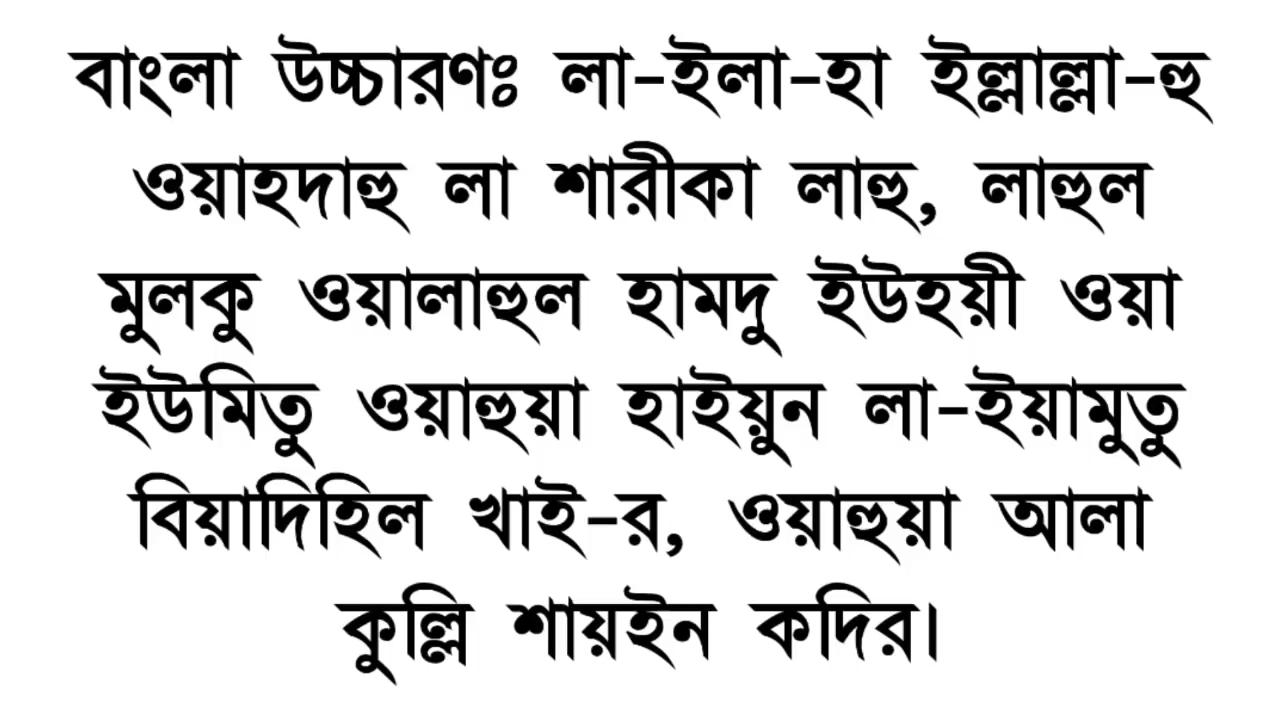 বাংলা উচ্চারণঃ লা-ইলা-হা ইল্লাল্লা-হু
ওয়াহদাহু লা শারীকা লাহু, লাহুল
মুলকু ওয়ালাহুল হামদু ইউহয়ী ওয়া
ইউমিতু ওয়াহুয়া হাইয়ুন লা-ইয়ামুতু
বিয়াদিহিল খাই-র, ওয়াহুয়া আলা
কুল্লি শায়ইন কদির।